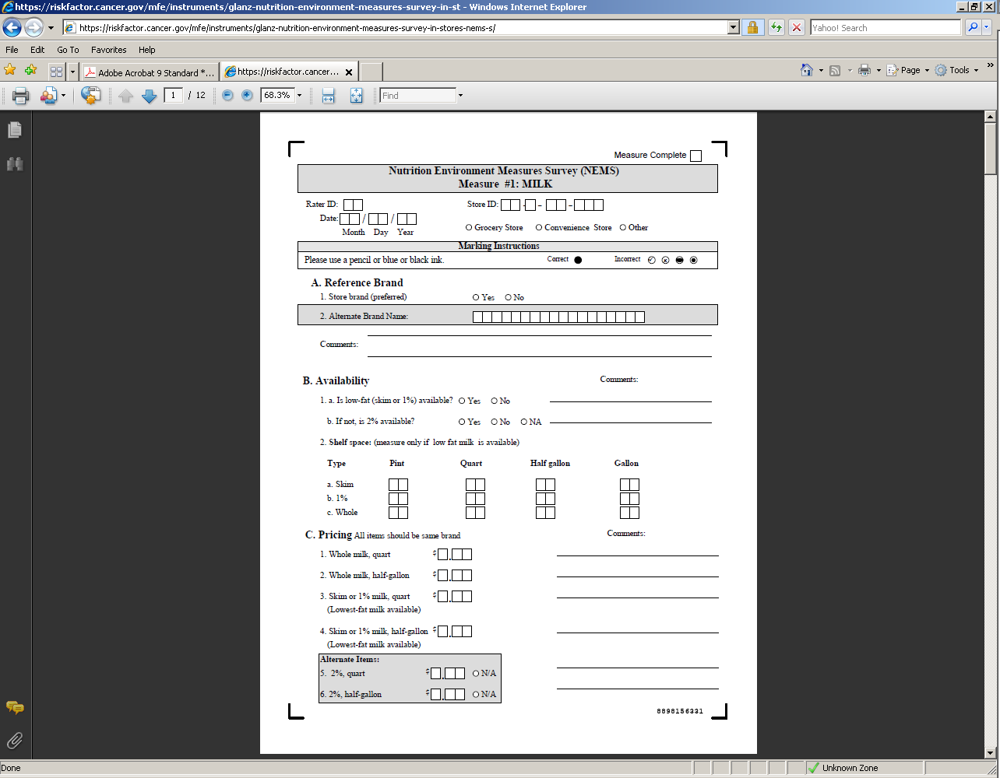 https://riskfactor.cancer.gov/mfe/instruments/glanz-nutrition-environment-measures-survey-in-st - Windows Internet Explorer
https://riskfactor.cancer.gov/mfe/instruments/glanz-nutrition-environment-measures-survey-in-stores-nems-s/ Yahoo! Search
File Edit Go To Favorites Help
Adobe Acrobat 9 Standard *... https://riskfactor.cancer... Page Tools
1 / 12 68.3% Find
Measure Complete
Nutrition Environment Measures Survey (NEMS)
Measure #1: MILK
Rater ID: Store ID: - - -
Date: / /
Month Day Year Grocery Store Convenience Store Other
Marking Instructions
Please use a pencil or blue or black ink. Correct Incorrect
A. Reference Brand
1. Store brand (preferred) Yes No
2. Alternate Brand Name:
Comments:
B. Availability Comments:
1. a. Is low-fat (skim or 1%) available? Yes No
b. If not, is 2% available? Yes No NA
2. Shelf space: (measure only if low fat milk is available)
Type Pint Quart Half gallon Gallon
a. Skim
b. 1%
c. Whole
C. Pricing All items should be same brand Comments:
1. Whole milk, quart $ .
2. Whole milk, half-gallon $ .
3. Skim or 1% milk, quart $ .
(Lowest-fat milk available)
4. Skim or 1% milk, half-gallon $ .
(Lowest-fat milk available)
Alternate Items:
5. 2%, quart $ . N/A
6. 2%, half-gallon $ . N/A
8898156331
Done Unknown Zone